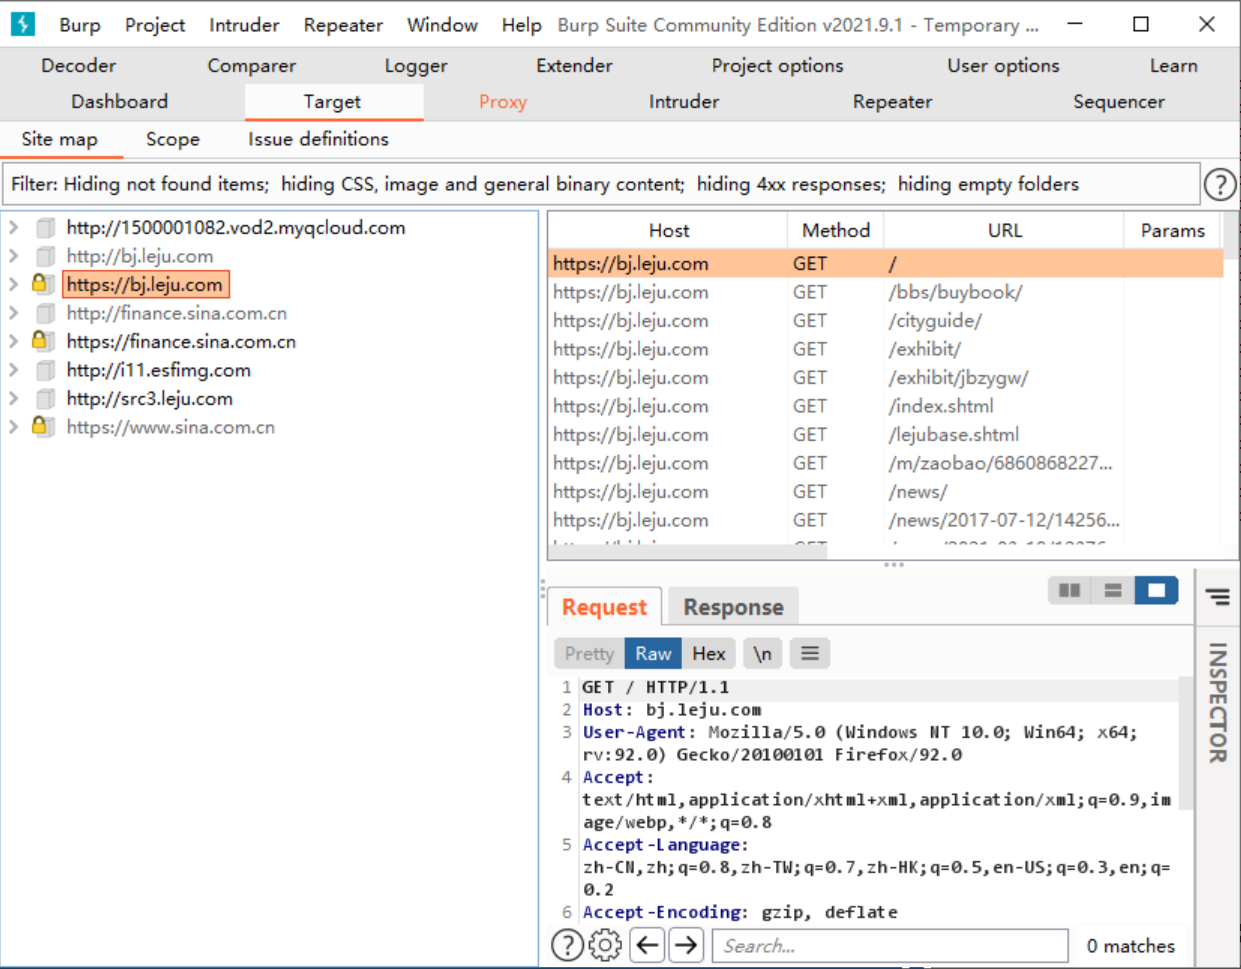 Burp Project Intruder Repeater Window Help Burp Suite Community Edition v2021.9.1 - Temporary ...
Decoder Comparer Logger Extender Project options User options Learn
Dashboard Target Proxy Intruder Repeater Sequencer
Site map Scope Issue definitions
Filter: Hiding not found items; hiding CSS, image and general binary content; hiding 4xx responses; hiding empty folders ?
http://1500001082.vod2.myqcloud.com
http://bj.leju.com
https://bj.leju.com
http://finance.sina.com.cn
https://finance.sina.com.cn
http://i11.esfimg.com
http://src3.leju.com
https://www.sina.com.cn
Host Method URL Params
https://bj.leju.com GET /
https://bj.leju.com GET /bbs/buybook/
https://bj.leju.com GET /cityguide/
https://bj.leju.com GET /exhibit/
https://bj.leju.com GET /exhibit/jbzygw/
https://bj.leju.com GET /index.shtml
https://bj.leju.com GET /lejubase.shtml
https://bj.leju.com GET /m/zaobao/6860868227...
https://bj.leju.com GET /news/
https://bj.leju.com GET /news/2017-07-12/14256...
Request Response
Pretty Raw Hex \n
1 GET / HTTP/1.1
2 Host: bj.leju.com
3 User-Agent: Mozilla/5.0 (Windows NT 10.0; Win64; x64;
rv:92.0) Gecko/20100101 Firefox/92.0
4 Accept:
text/html,application/xhtml+xml,application/xml;q=0.9,im
age/webp,*/*;q=0.8
5 Accept-Language:
zh-CN,zh;q=0.8,zh-TW;q=0.7,zh-HK;q=0.5,en-US;q=0.3,en;q=
0.2
6 Accept-Encoding: gzip, deflate
? Search... 0 matches
INSPECTOR